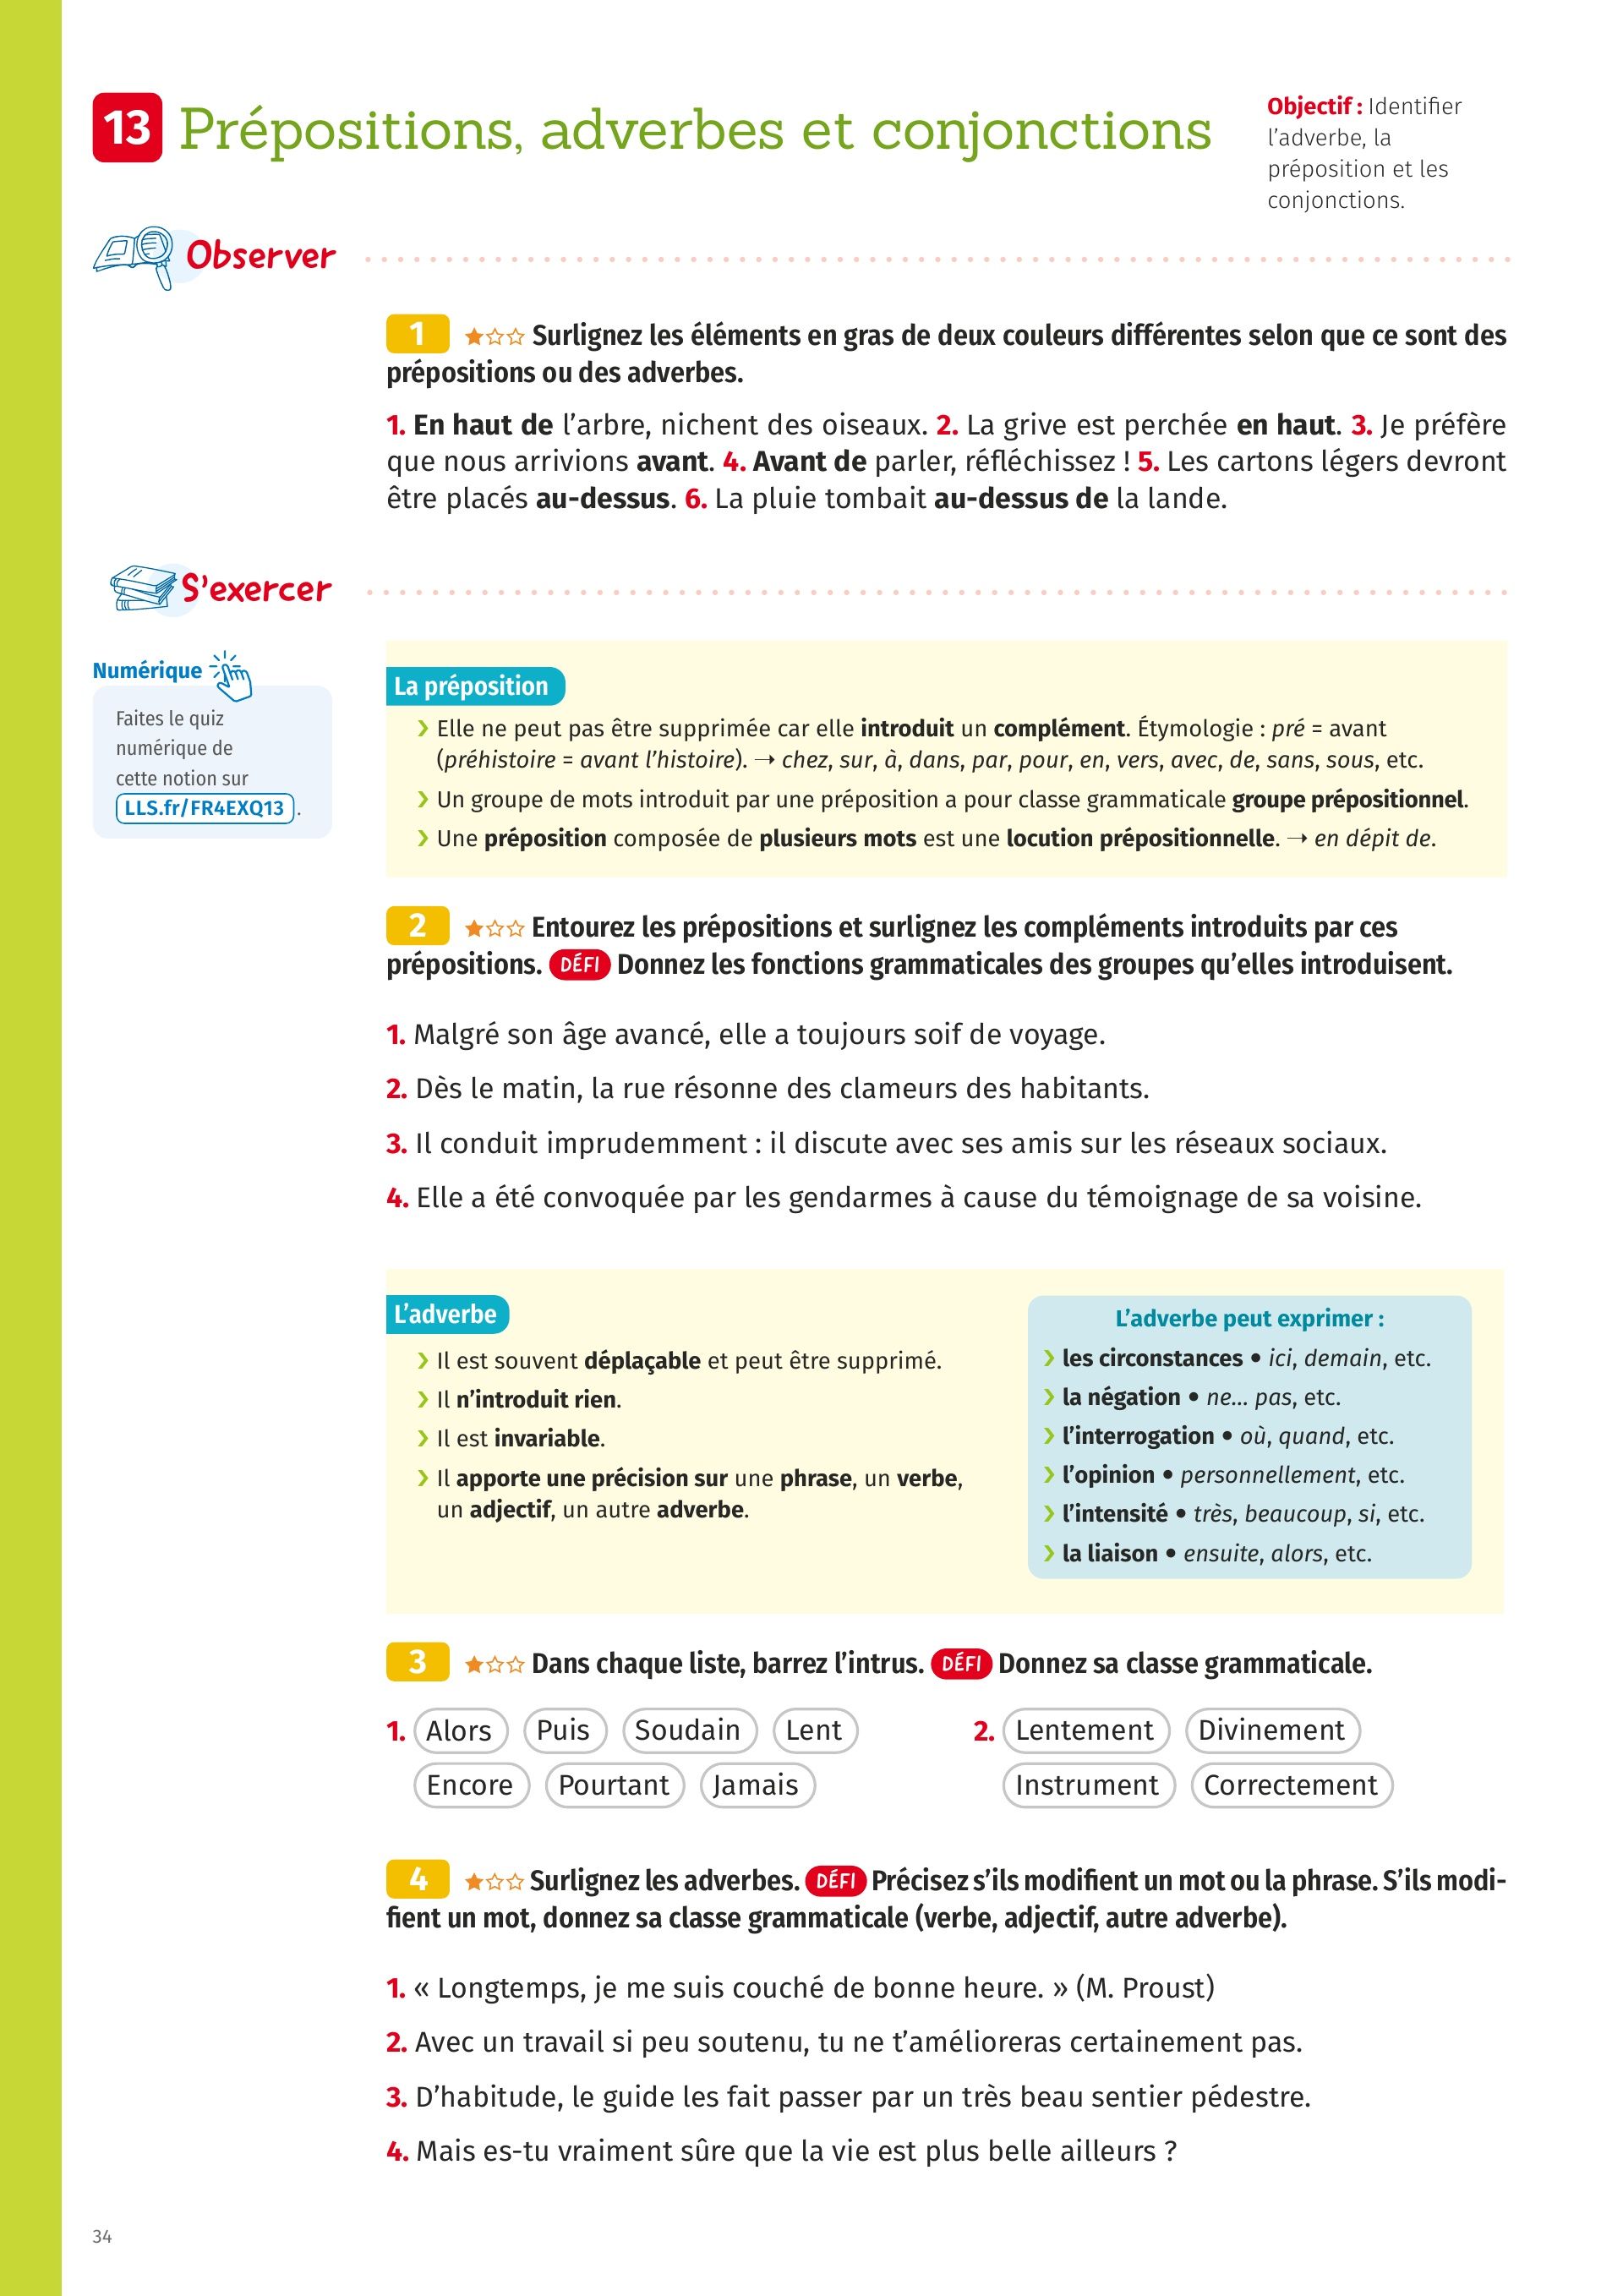 13 Prépositions, adverbes et conjonctions
Objectif : Identifier
l'adverbe, la
préposition et les
conjonctions.
Observer
1 ★☆☆ Surlignez les éléments en gras de deux couleurs différentes selon que ce sont des
prépositions ou des adverbes.
1. En haut de l'arbre, nichent des oiseaux. 2. La grive est perchée en haut. 3. Je préfère
que nous arrivions avant. 4. Avant de parler, réfléchissez ! 5. Les cartons légers devront
être placés au-dessus. 6. La pluie tombait au-dessus de la lande.
S'exercer
Numérique
Faites le quiz
numérique de
cette notion sur
LLS.fr/FR4EXQ13 .
La préposition
› Elle ne peut pas être supprimée car elle introduit un complément. Étymologie : pré = avant
(préhistoire = avant l'histoire). → chez, sur, à, dans, par, pour, en, vers, avec, de, sans, sous, etc.
› Un groupe de mots introduit par une préposition a pour classe grammaticale groupe prépositionnel.
› Une préposition composée de plusieurs mots est une locution prépositionnelle. → en dépit de.
2 ★☆☆ Entourez les prépositions et surlignez les compléments introduits par ces
prépositions. DÉFI Donnez les fonctions grammaticales des groupes qu'elles introduisent.
1. Malgré son âge avancé, elle a toujours soif de voyage.
2. Dès le matin, la rue résonne des clameurs des habitants.
3. Il conduit imprudemment : il discute avec ses amis sur les réseaux sociaux.
4. Elle a été convoquée par les gendarmes à cause du témoignage de sa voisine.
L'adverbe
› Il est souvent déplaçable et peut être supprimé.
› Il n'introduit rien.
› Il est invariable.
› Il apporte une précision sur une phrase, un verbe,
un adjectif, un autre adverbe.
L'adverbe peut exprimer :
› les circonstances • ici, demain, etc.
› la négation • ne... pas, etc.
› l'interrogation • où, quand, etc.
› l'opinion • personnellement, etc.
› l'intensité • très, beaucoup, si, etc.
› la liaison • ensuite, alors, etc.
3 ★☆☆ Dans chaque liste, barrez l'intrus. DÉFI Donnez sa classe grammaticale.
1. Alors Puis Soudain Lent
Encore Pourtant Jamais
2. Lentement Divinement
Instrument Correctement
4 ★☆☆ Surlignez les adverbes. DÉFI Précisez s'ils modifient un mot ou la phrase. S'ils modi-
fient un mot, donnez sa classe grammaticale (verbe, adjectif, autre adverbe).
1. « Longtemps, je me suis couché de bonne heure. » (M. Proust)
2. Avec un travail si peu soutenu, tu ne t'amélioreras certainement pas.
3. D'habitude, le guide les fait passer par un très beau sentier pédestre.
4. Mais es-tu vraiment sûre que la vie est plus belle ailleurs ?
34